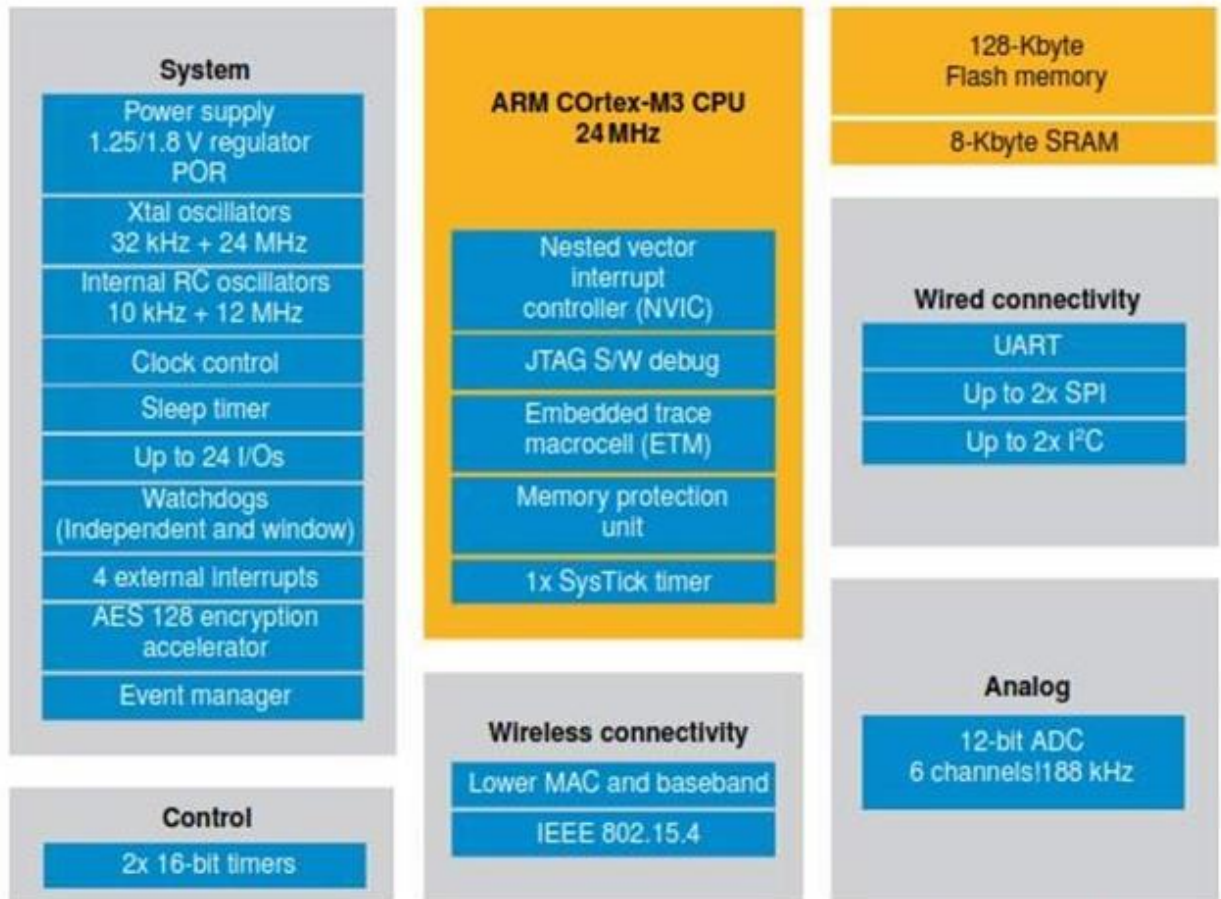 System
Power supply
1.25/1.8 V regulator
POR
Xtal oscillators
32 kHz + 24 MHz
Internal RC oscillators
10 kHz + 12 MHz
Clock control
Sleep timer
Up to 24 I/Os
Watchdogs
(Independent and window)
4 external interrupts
AES 128 encryption
accelerator
Event manager
Control
2x 16-bit timers
ARM COrtex-M3 CPU
24 MHz
Nested vector
interrupt
controller (NVIC)
JTAG S/W debug
Embedded trace
macrocell (ETM)
Memory protection
unit
1x SysTick timer
Wireless connectivity
Lower MAC and baseband
IEEE 802.15.4
128-Kbyte
Flash memory
8-Kbyte SRAM
Wired connectivity
UART
Up to 2x SPI
Up to 2x I²C
Analog
12-bit ADC
6 channels!188 kHz